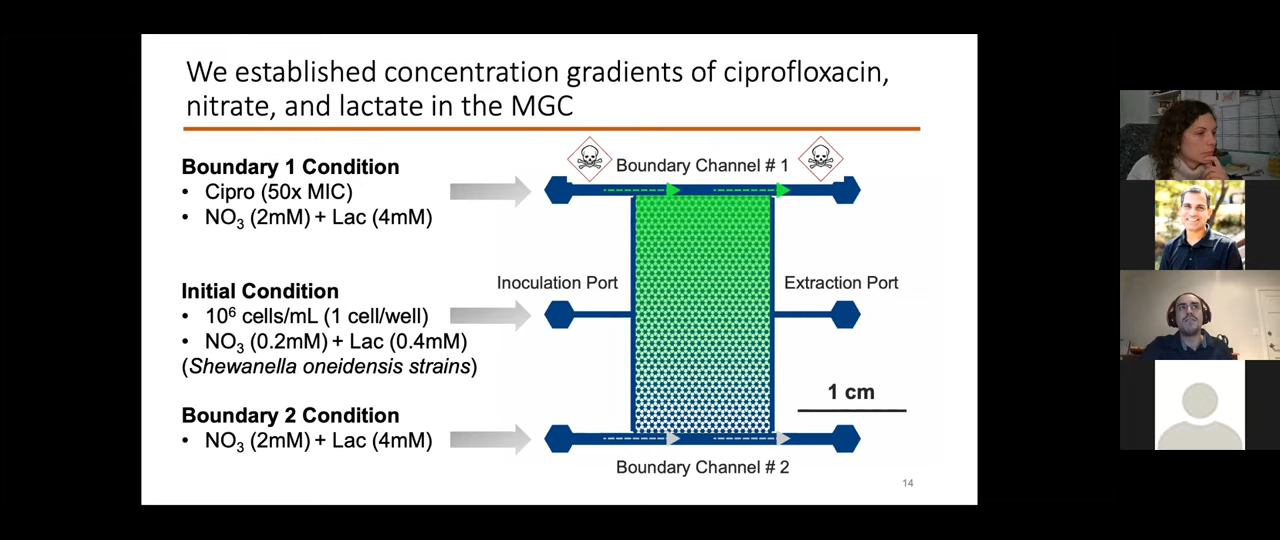 We established concentration gradients of ciprofloxacin,
nitrate, and lactate in the MGC
Boundary 1 Condition
• Cipro (50x MIC)
• NO₃ (2mM) + Lac (4mM)
Boundary Channel # 1
Initial Condition
• 10⁶ cells/mL (1 cell/well)
• NO₃ (0.2mM) + Lac (0.4mM)
(Shewanella oneidensis strains)
Inoculation Port
Extraction Port
1 cm
Boundary 2 Condition
• NO₃ (2mM) + Lac (4mM)
Boundary Channel # 2
14